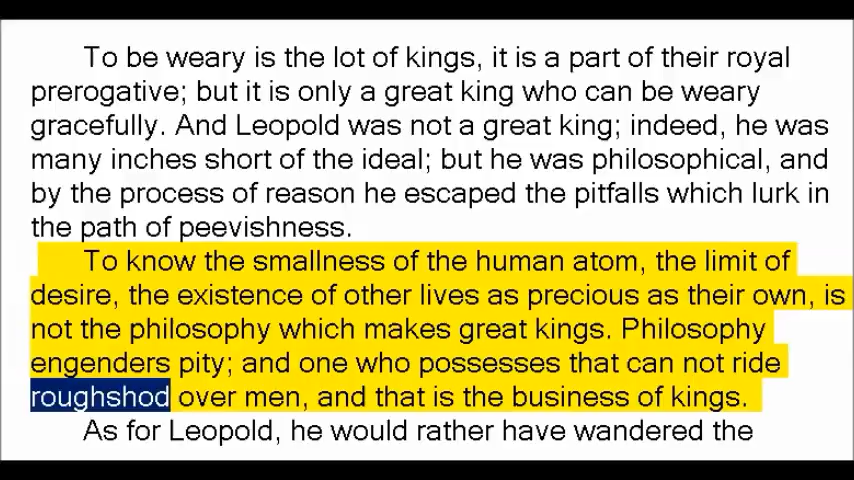 To be weary is the lot of kings, it is a part of their royal
prerogative; but it is only a great king who can be weary
gracefully. And Leopold was not a great king; indeed, he was
many inches short of the ideal; but he was philosophical, and
by the process of reason he escaped the pitfalls which lurk in
the path of peevishness.
To know the smallness of the human atom, the limit of
desire, the existence of other lives as precious as their own, is
not the philosophy which makes great kings. Philosophy
engenders pity; and one who possesses that can not ride
roughshod over men, and that is the business of kings.
As for Leopold, he would rather have wandered the